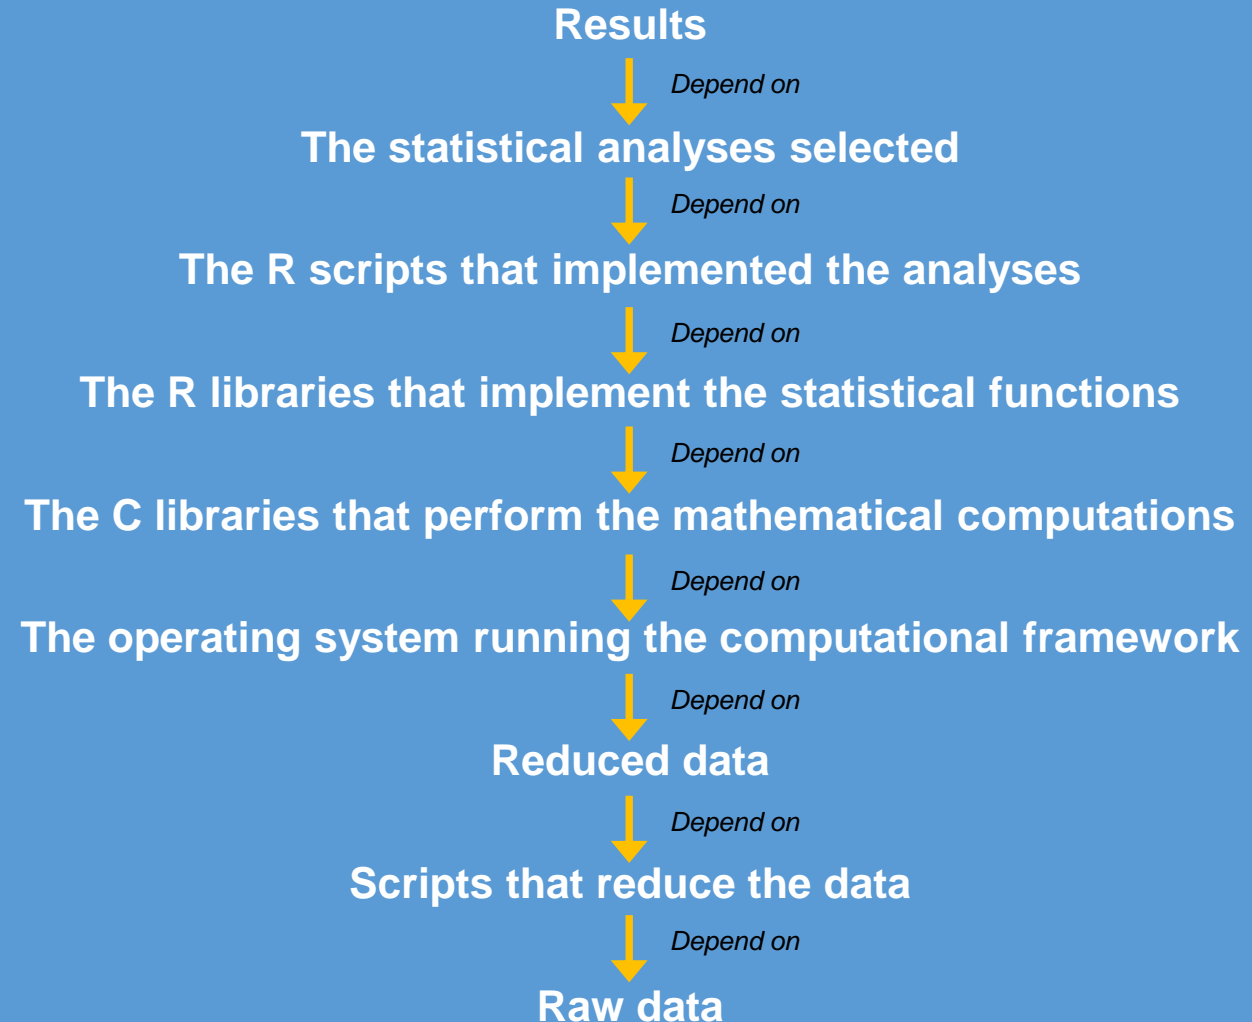 Results
Depend on
The statistical analyses selected
Depend on
The R scripts that implemented the analyses
Depend on
The R libraries that implement the statistical functions
Depend on
The C libraries that perform the mathematical computations
Depend on
The operating system running the computational framework
Depend on
Reduced data
Depend on
Scripts that reduce the data
Depend on
Raw data